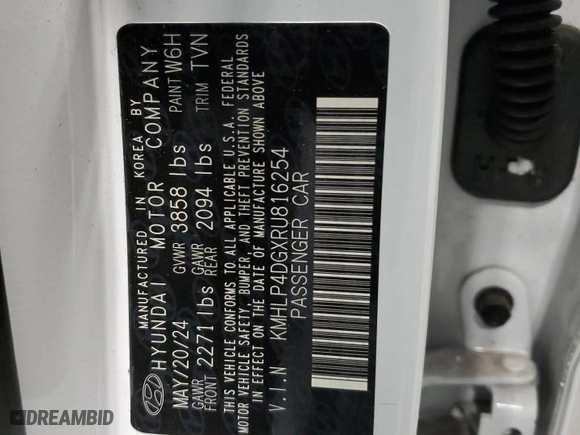 MANUFACTURED IN KOREA BY
HYUNDAI MOTOR COMPANY
MAY/20/24 GVWR 3858 lbs PAINT W6H
GAWR FRONT 2271 lbs GAWR REAR 2094 lbs TRIM TVN
THIS VEHICLE CONFORMS TO ALL APPLICABLE U.S.A. FEDERAL
MOTOR VEHICLE SAFETY, BUMPER, AND THEFT PREVENTION STANDARDS
IN EFFECT ON THE DATE OF MANUFACTURE SHOWN ABOVE
V.I.N KMHLP4DGXRU816254
PASSENGER CAR
DREAMBID